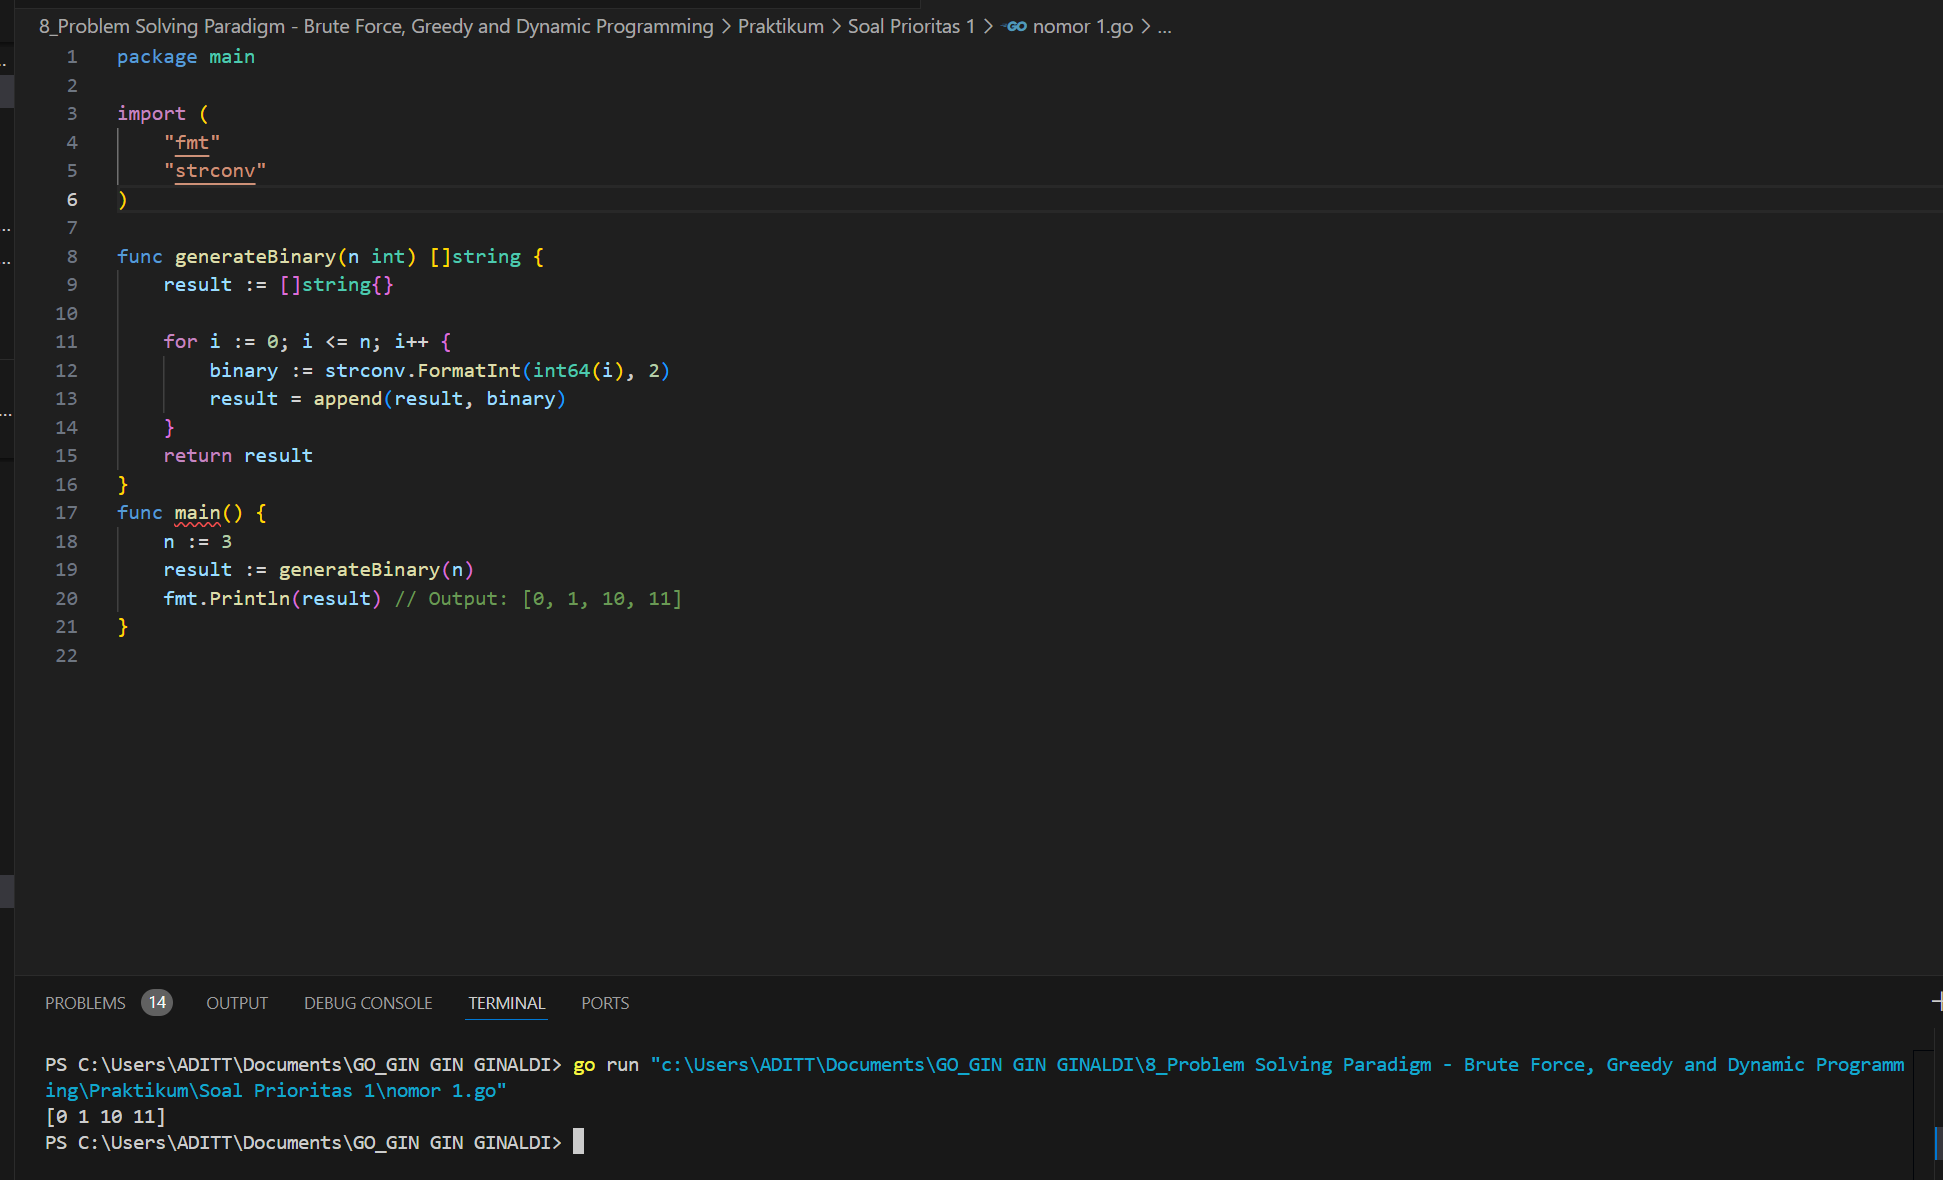 8_Problem Solving Paradigm - Brute Force, Greedy and Dynamic Programming > Praktikum > Soal Prioritas 1 > GO nomor 1.go > ...
1 package main
2
3 import (
4     "fmt"
5     "strconv"
6 )
7
8 func generateBinary(n int) []string {
9     result := []string{}
10
11     for i := 0; i <= n; i++ {
12         binary := strconv.FormatInt(int64(i), 2)
13         result = append(result, binary)
14     }
15     return result
16 }
17 func main() {
18     n := 3
19     result := generateBinary(n)
20     fmt.Println(result) // Output: [0, 1, 10, 11]
21 }
22
PROBLEMS 14 OUTPUT DEBUG CONSOLE TERMINAL PORTS
PS C:\Users\ADITT\Documents\GO_GIN GIN GINALDI> go run "c:\Users\ADITT\Documents\GO_GIN GIN GINALDI\8_Problem Solving Paradigm - Brute Force, Greedy and Dynamic Programm
ing\Praktikum\Soal Prioritas 1\nomor 1.go"
[0 1 10 11]
PS C:\Users\ADITT\Documents\GO_GIN GIN GINALDI>